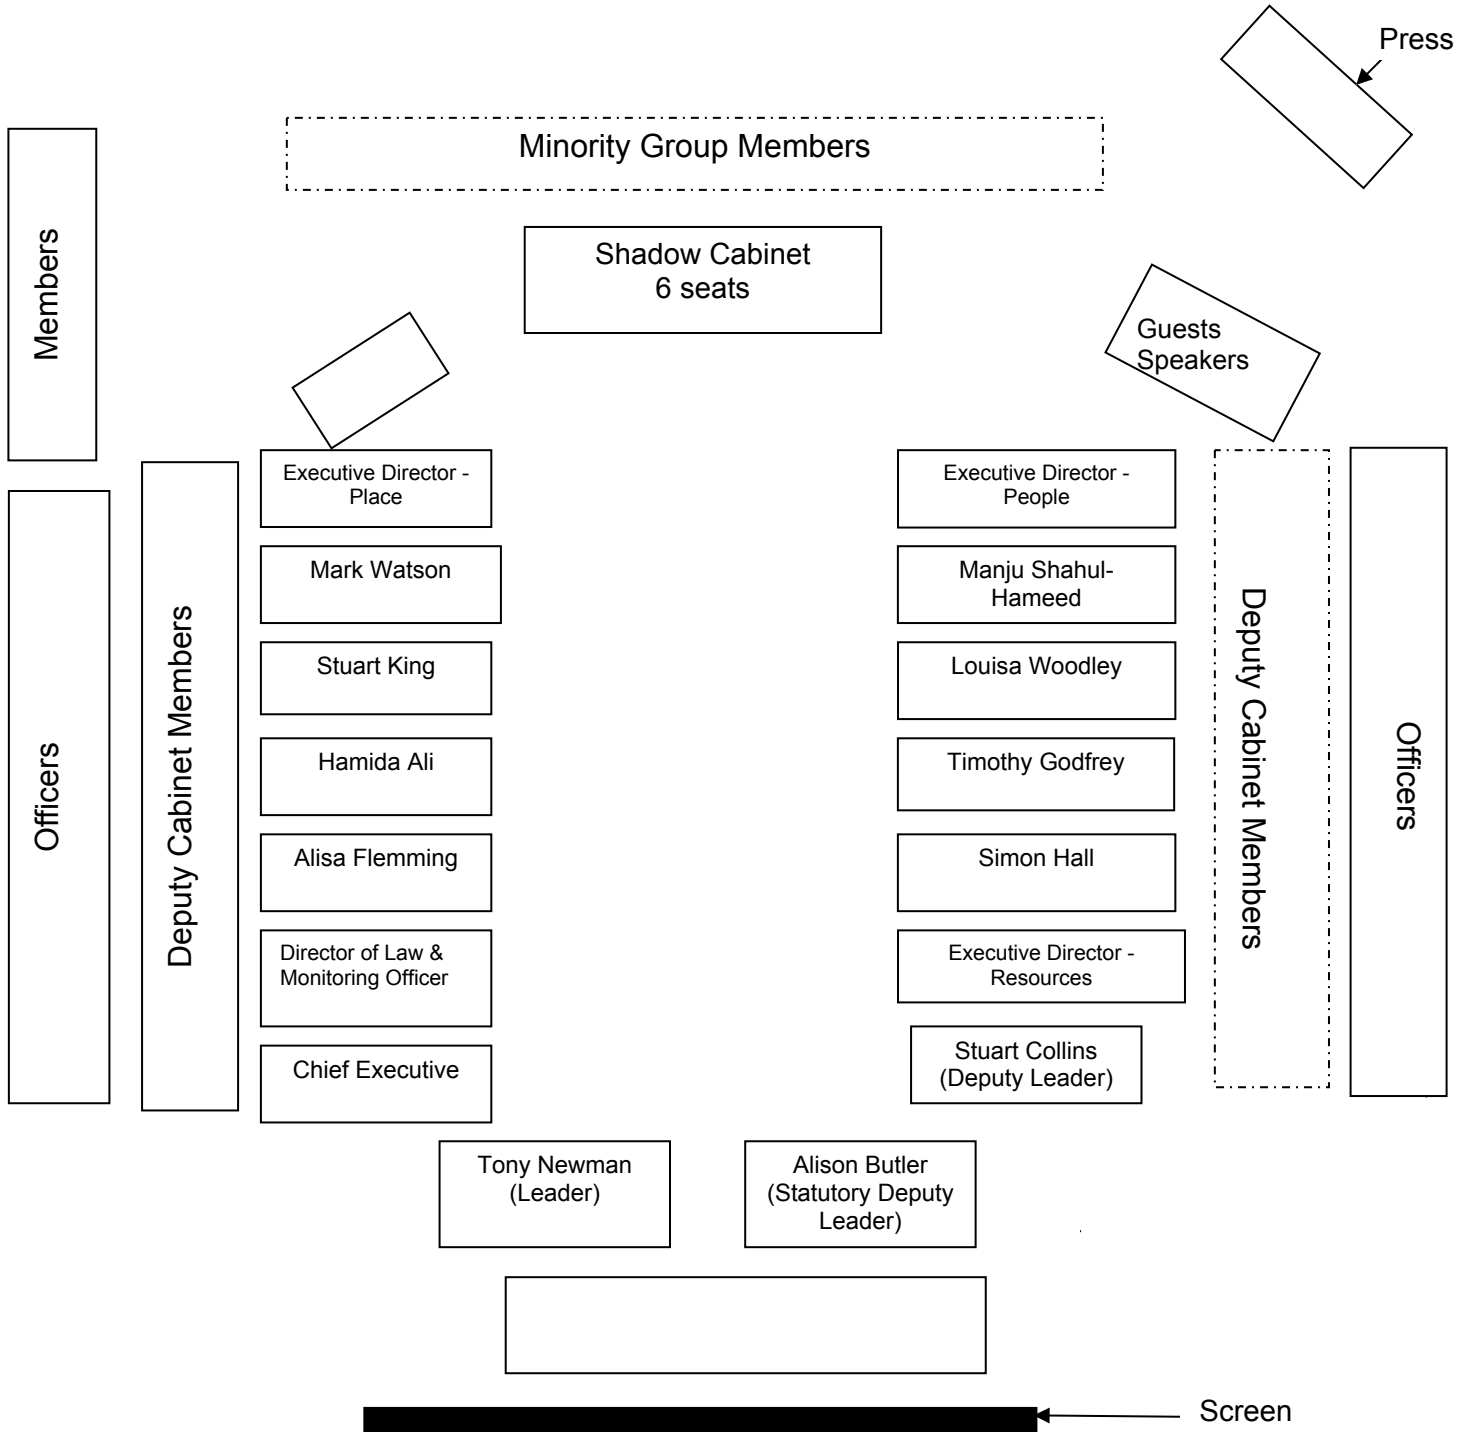 Press
Minority Group Members
Members
Shadow Cabinet
6 seats
Guests
Speakers
Officers
Deputy Cabinet Members
Executive Director -
Place
Mark Watson
Stuart King
Hamida Ali
Alisa Flemming
Director of Law &
Monitoring Officer
Chief Executive
Executive Director -
People
Manju Shahul-
Hameed
Louisa Woodley
Timothy Godfrey
Simon Hall
Executive Director -
Resources
Stuart Collins
(Deputy Leader)
Deputy Cabinet Members
Officers
Tony Newman
(Leader)
Alison Butler
(Statutory Deputy
Leader)
Screen